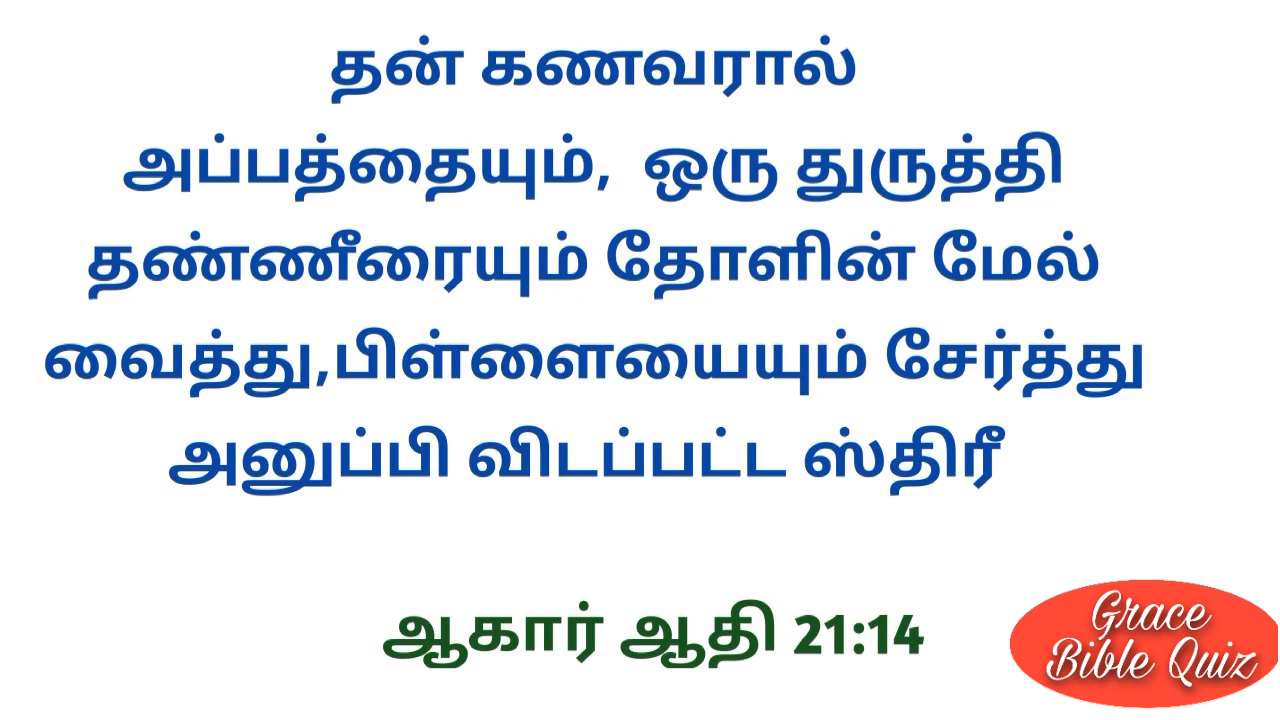 தன் கணவரால்
அப்பத்தையும், ஒரு துருத்தி
தண்ணீரையும் தோளின் மேல்
வைத்து,பிள்ளையையும் சேர்த்து
அனுப்பி விடப்பட்ட ஸ்திரீ
ஆகார் ஆதி 21:14
Grace
Bible Quiz